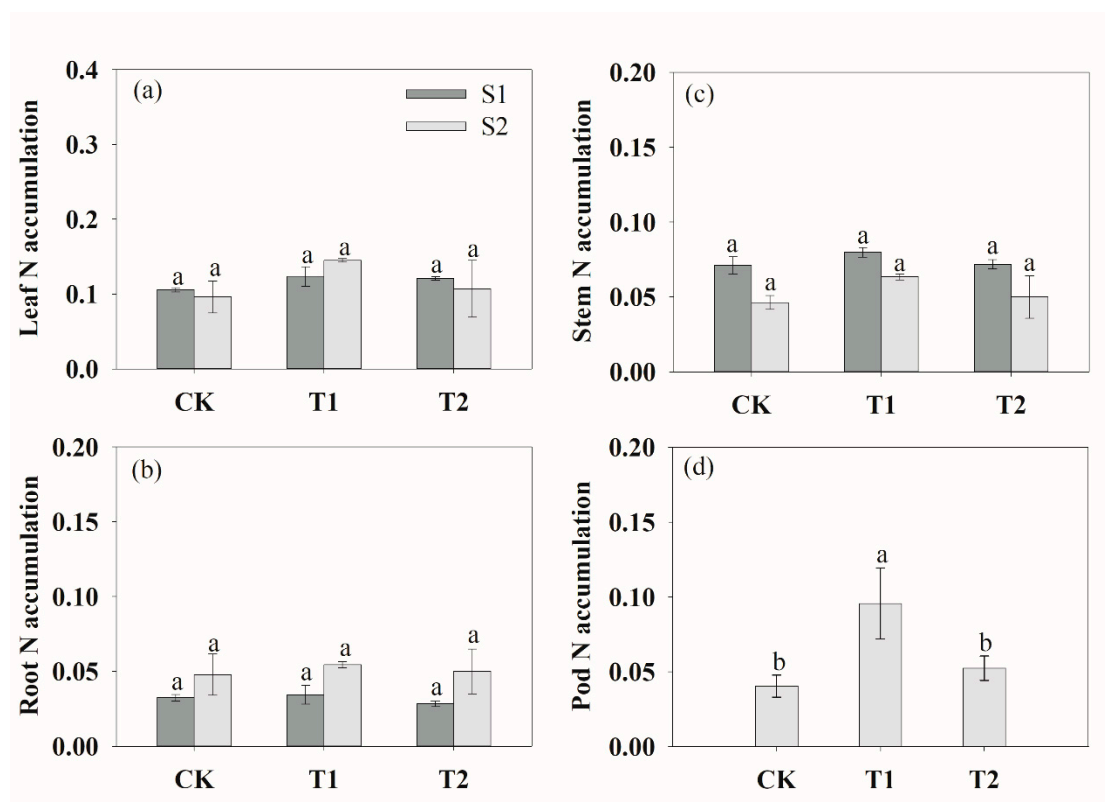 Leaf N accumulation
0.4
0.3
0.2
0.1
0.0
(a)
S1
S2
a a a a a a
CK T1 T2
Stem N accumulation
0.20
0.15
0.10
0.05
0.00
(c)
a a a a a a
CK T1 T2
Root N accumulation
0.20
0.15
0.10
0.05
0.00
(b)
a a a a a a
CK T1 T2
Pod N accumulation
0.20
0.15
0.10
0.05
0.00
(d)
b a b
CK T1 T2